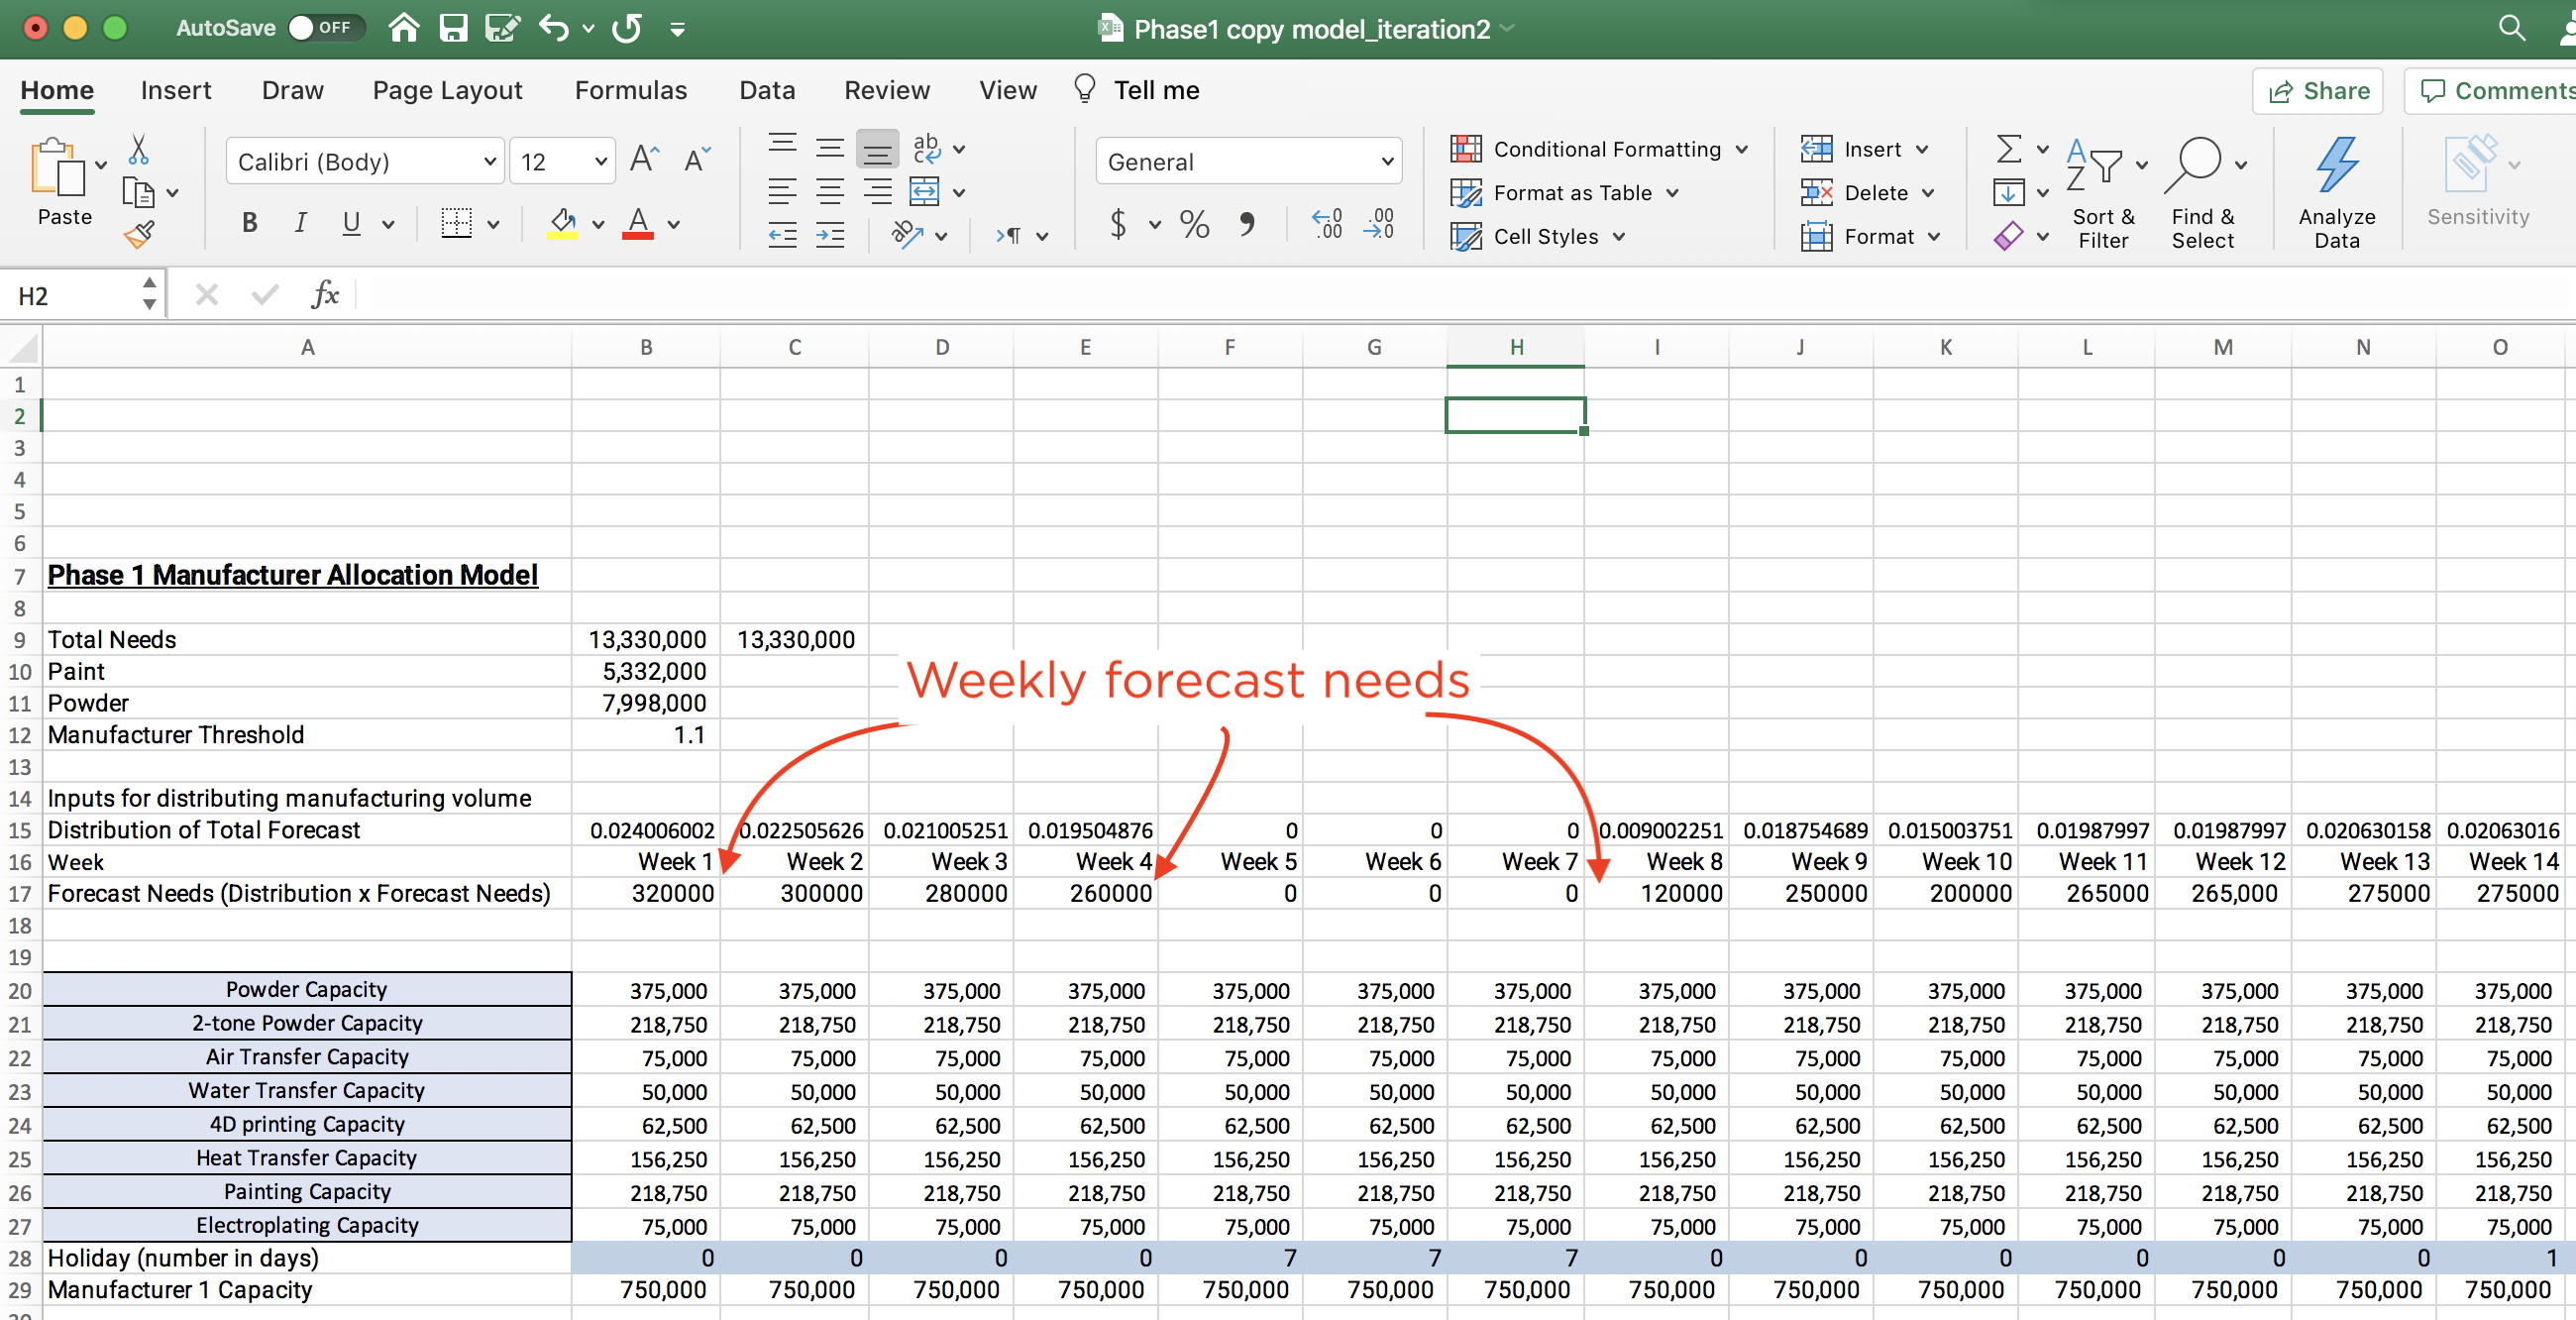 AutoSave OFF Phase1 copy model_iteration2
Home Insert Draw Page Layout Formulas Data Review View Tell me Share Comments
Paste Calibri (Body) 12 General Conditional Formatting Format as Table Cell Styles Insert Delete Format Sort & Filter Find & Select Analyze Data Sensitivity
H2 fx
A B C D E F G H I J K L M N O
1
2
3
4
5
6
7 Phase 1 Manufacturer Allocation Model
8
9 Total Needs 13,330,000 13,330,000
10 Paint 5,332,000
Weekly forecast needs
11 Powder 7,998,000
12 Manufacturer Threshold 1.1
13
14 Inputs for distributing manufacturing volume
15 Distribution of Total Forecast 0.024006002 0.022505626 0.021005251 0.019504876 0 0 0 0.009002251 0.018754689 0.015003751 0.01987997 0.01987997 0.020630158 0.02063016
16 Week Week 1 Week 2 Week 3 Week 4 Week 5 Week 6 Week 7 Week 8 Week 9 Week 10 Week 11 Week 12 Week 13 Week 14
17 Forecast Needs (Distribution x Forecast Needs) 320000 300000 280000 260000 0 0 0 120000 250000 200000 265000 265,000 275000 275000
18
19
20 Powder Capacity 375,000 375,000 375,000 375,000 375,000 375,000 375,000 375,000 375,000 375,000 375,000 375,000 375,000 375,000
21 2-tone Powder Capacity 218,750 218,750 218,750 218,750 218,750 218,750 218,750 218,750 218,750 218,750 218,750 218,750 218,750 218,750
22 Air Transfer Capacity 75,000 75,000 75,000 75,000 75,000 75,000 75,000 75,000 75,000 75,000 75,000 75,000 75,000 75,000
23 Water Transfer Capacity 50,000 50,000 50,000 50,000 50,000 50,000 50,000 50,000 50,000 50,000 50,000 50,000 50,000 50,000
24 4D printing Capacity 62,500 62,500 62,500 62,500 62,500 62,500 62,500 62,500 62,500 62,500 62,500 62,500 62,500 62,500
25 Heat Transfer Capacity 156,250 156,250 156,250 156,250 156,250 156,250 156,250 156,250 156,250 156,250 156,250 156,250 156,250 156,250
26 Painting Capacity 218,750 218,750 218,750 218,750 218,750 218,750 218,750 218,750 218,750 218,750 218,750 218,750 218,750 218,750
27 Electroplating Capacity 75,000 75,000 75,000 75,000 75,000 75,000 75,000 75,000 75,000 75,000 75,000 75,000 75,000 75,000
28 Holiday (number in days) 0 0 0 0 7 7 7 0 0 0 0 0 0 1
29 Manufacturer 1 Capacity 750,000 750,000 750,000 750,000 750,000 750,000 750,000 750,000 750,000 750,000 750,000 750,000 750,000 750,000